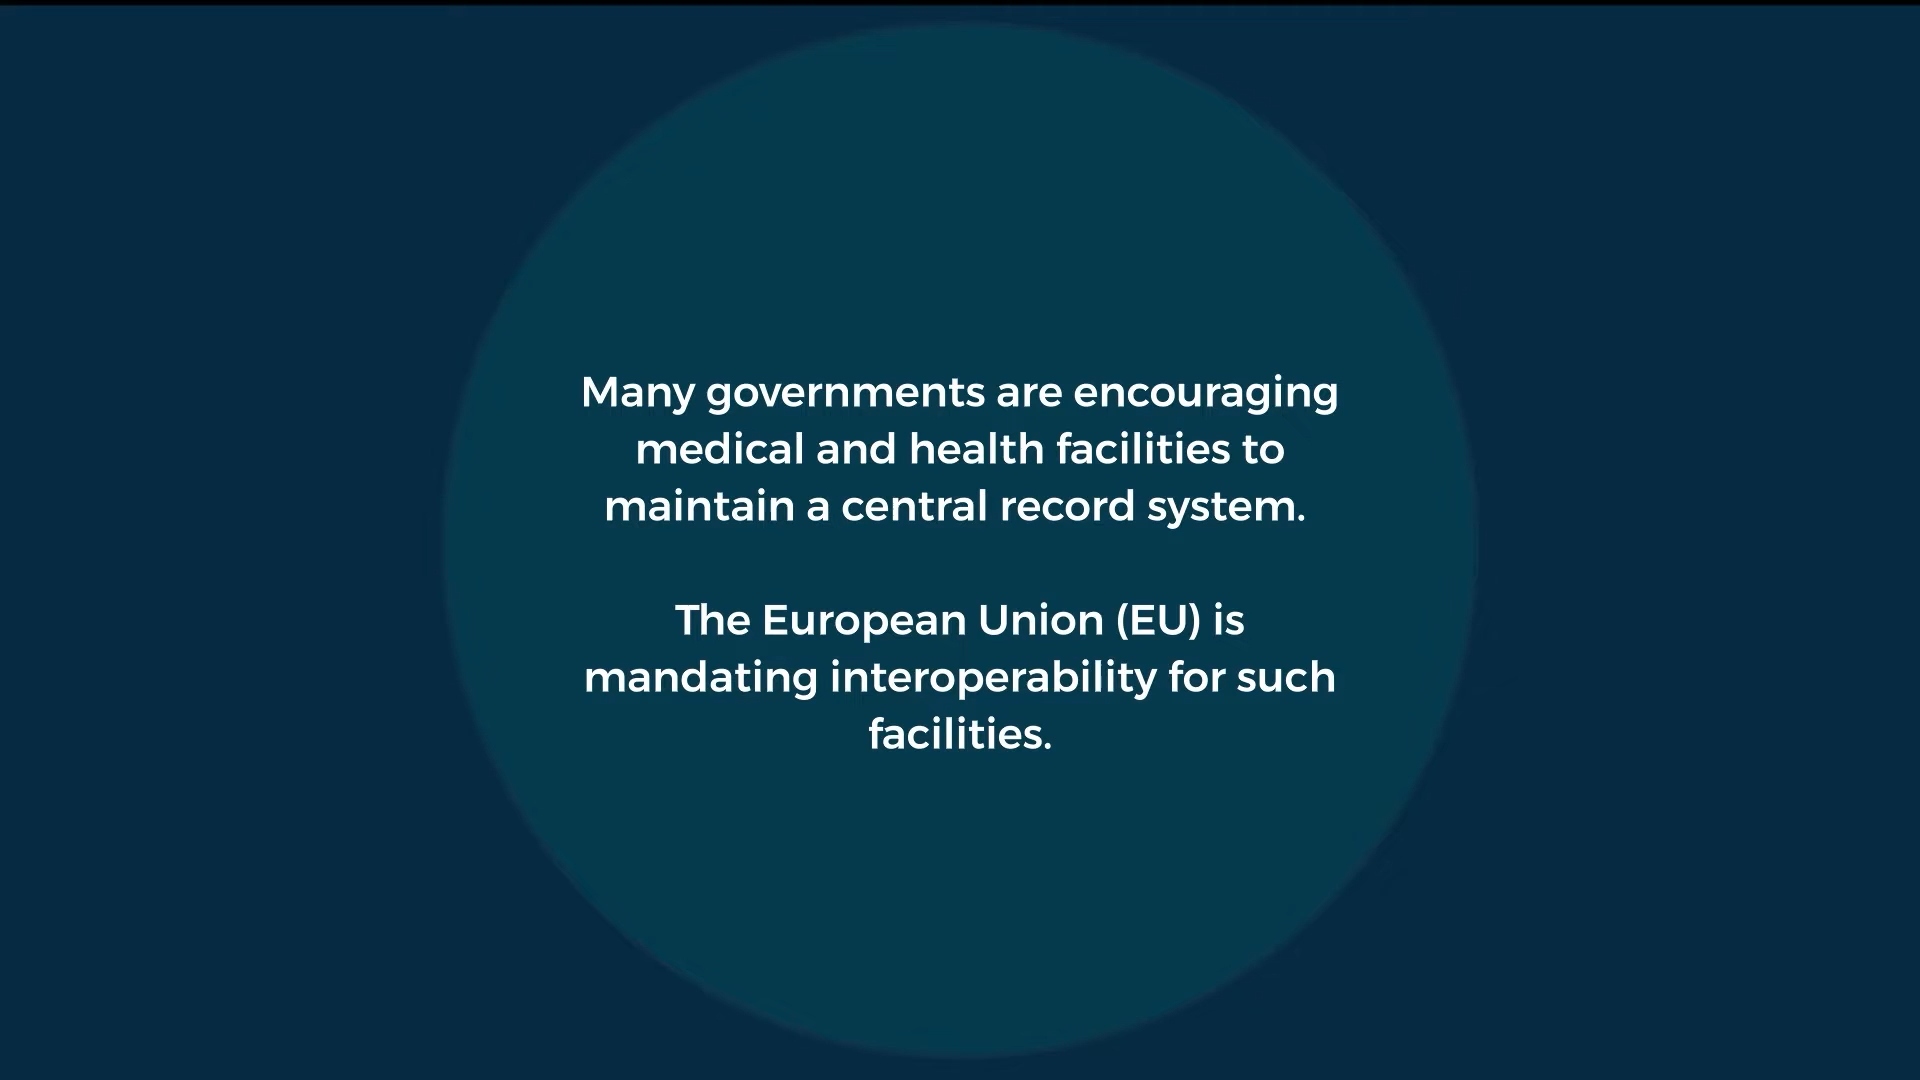 Many governments are encouraging
medical and health facilities to
maintain a central record system.
The European Union (EU) is
mandating interoperability for such
facilities.